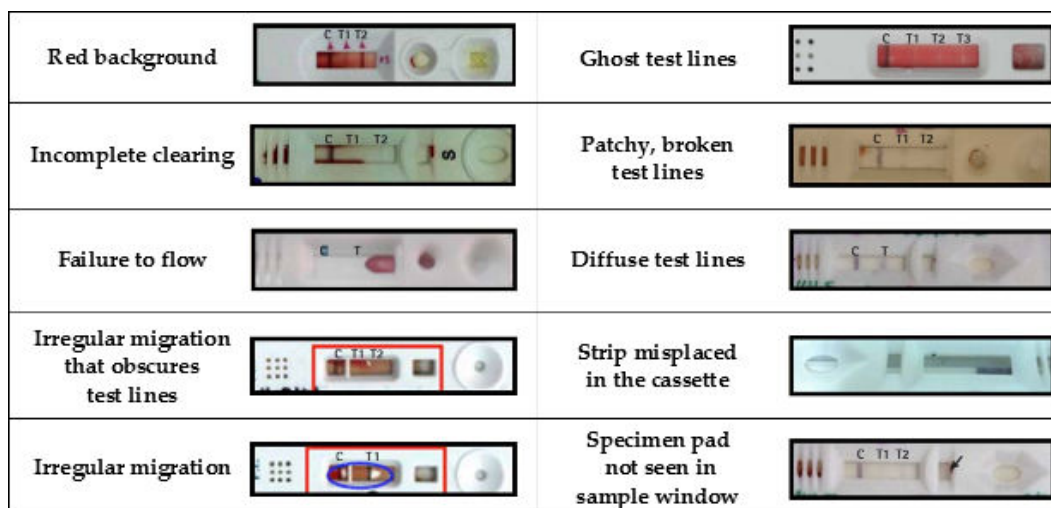 Red background
C T1 T2
Ghost test lines
C T1 T2 T3
Incomplete clearing
C T1 T2
S
Patchy, broken
test lines
C T1 T2
Failure to flow
C T
Diffuse test lines
C T
Irregular migration
that obscures
test lines
C T1 T2
Strip misplaced
in the cassette
Irregular migration
C T1
Specimen pad
not seen in
sample window
C T1 T2